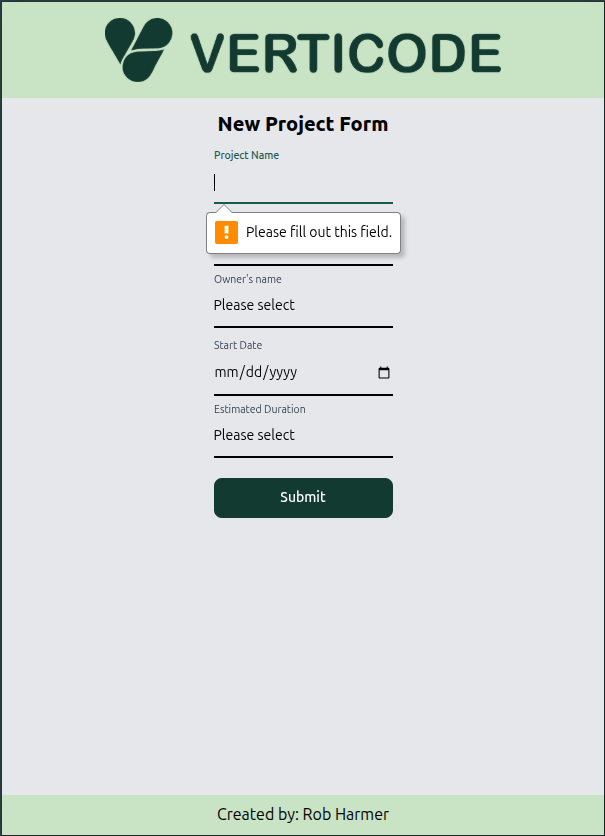 VERTICODE
New Project Form
Project Name
Please fill out this field.
Owner's name
Please select
Start Date
mm/dd/yyyy
Estimated Duration
Please select
Submit
Created by: Rob Harmer